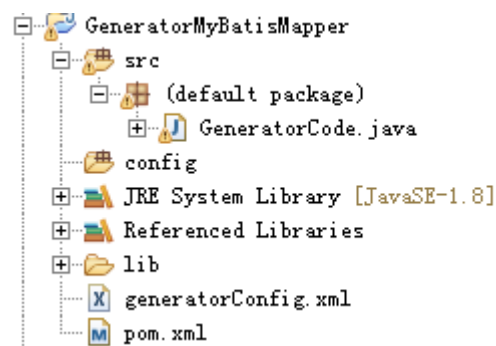 GeneratorMyBatisMapper
src
(default package)
GeneratorCode.java
config
JRE System Library [JavaSE-1.8]
Referenced Libraries
lib
generatorConfig.xml
pom.xml